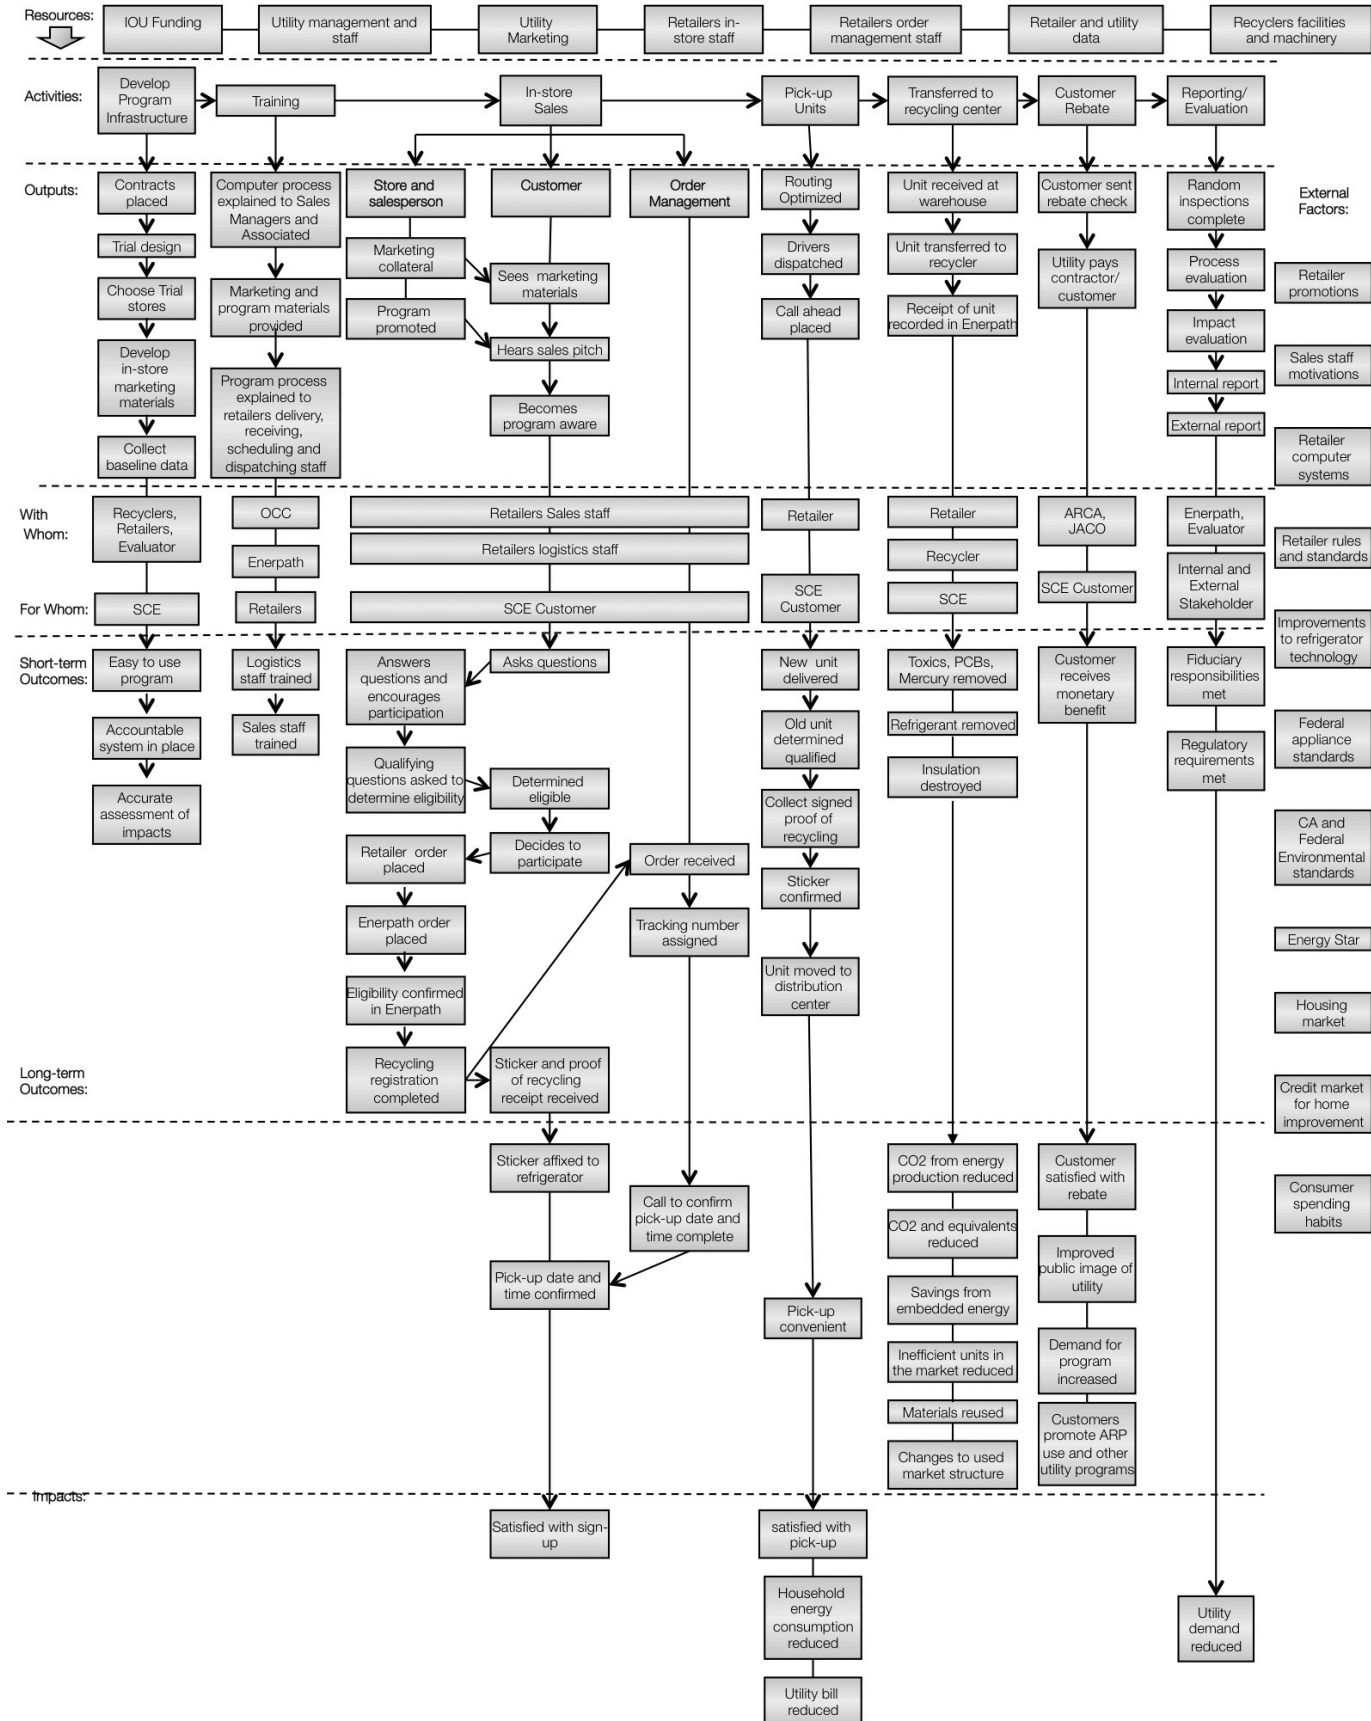 Resources:
IOU Funding
Utility management and
staff
Utility
Marketing
Retailers in-
store staff
Retailers order
management staff
Retailer and utility
data
Recyclers facilities
and machinery
Activities:
Develop
Program
Infrastructure
Training
In-store
Sales
Pick-up
Units
Transferred to
recycling center
Customer
Rebate
Reporting/
Evaluation
Outputs:
Contracts
placed
Trial design
Choose Trial
stores
Develop
in-store
marketing
materials
Collect
baseline data
Computer process
explained to Sales
Managers and
Associated
Marketing and
program materials
provided
Program process
explained to
retailers delivery,
receiving,
scheduling and
dispatching staff
Store and
salesperson
Marketing
collateral
Program
promoted
Customer
Sees marketing
materials
Hears sales pitch
Becomes
program aware
Order
Management
Routing
Optimized
Drivers
dispatched
Call ahead
placed
Unit received at
warehouse
Unit transferred to
recycler
Receipt of unit
recorded in Enerpath
Customer sent
rebate check
Utility pays
contractor/
customer
Random
inspections
complete
Process
evaluation
Impact
evaluation
Internal report
External report
External
Factors:
Retailer
promotions
Sales staff
motivations
Retailer
computer
systems
Retailer rules
and standards
Improvements
to refrigerator
technology
Federal
appliance
standards
CA and
Federal
Environmental
standards
Energy Star
Housing
market
Credit market
for home
improvement
Consumer
spending
habits
With
Whom:
Recyclers,
Retailers,
Evaluator
OCC
Enerpath
Retailers Sales staff
Retailers logistics staff
Retailer
Retailer
Recycler
ARCA,
JACO
Enerpath,
Evaluator
For Whom:
SCE
Retailers
SCE Customer
SCE
Customer
SCE
SCE Customer
Internal and
External
Stakeholder
Short-term
Outcomes:
Easy to use
program
Accountable
system in place
Accurate
assessment of
impacts
Logistics
staff trained
Sales staff
trained
Answers
questions and
encourages
participation
Asks questions
Qualifying
questions asked to
determine eligibility
Determined
eligible
Decides to
participate
Retailer order
placed
Enerpath order
placed
Eligibility confirmed
in Enerpath
Recycling
registration
completed
Sticker and proof
of recycling
receipt received
Order received
Tracking number
assigned
New unit
delivered
Old unit
determined
qualified
Collect signed
proof of
recycling
Sticker
confirmed
Unit moved to
distribution
center
Toxics, PCBs,
Mercury removed
Refrigerant removed
Insulation
destroyed
Customer
receives
monetary
benefit
Fiduciary
responsibilities
met
Regulatory
requirements
met
Long-term
Outcomes:
Sticker affixed to
refrigerator
Call to confirm
pick-up date and
time complete
Pick-up date and
time confirmed
Pick-up
convenient
CO2 from energy
production reduced
CO2 and equivalents
reduced
Savings from
embedded energy
Inefficient units in
the market reduced
Materials reused
Changes to used
market structure
Customer
satisfied with
rebate
Improved
public image of
utility
Demand for
program
increased
Customers
promote ARP
use and other
utility programs
Impacts:
Satisfied with sign-
up
satisfied with
pick-up
Household
energy
consumption
reduced
Utility bill
reduced
Utility
demand
reduced